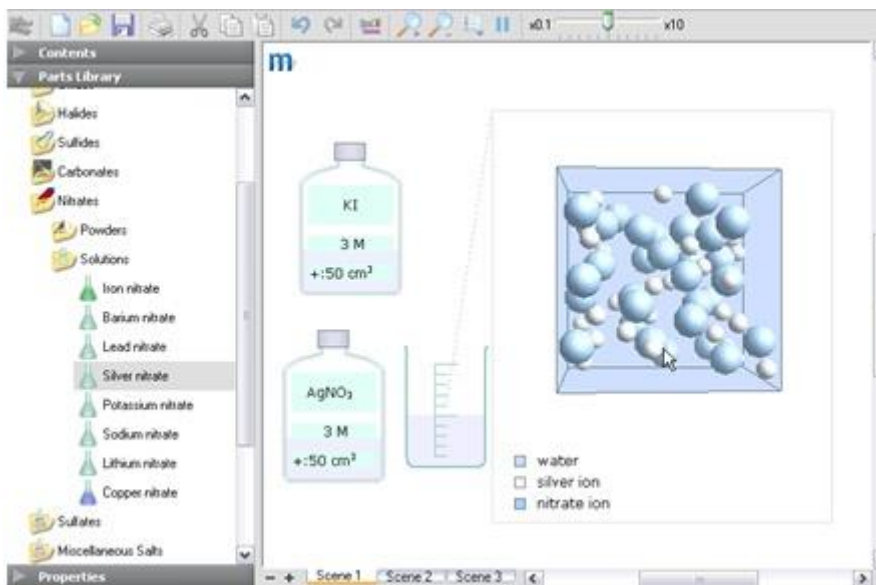 x0.1
x10
Contents
Parts Library
Halides
Sulfides
Carbonates
Nitrates
Powders
Solutions
Iron nitrate
Barium nitrate
Lead nitrate
Silver nitrate
Potassium nitrate
Sodium nitrate
Lithium nitrate
Copper nitrate
Sulfates
Miscellaneous Salts
Properties
m
KI
3 M
+:50 cm³
AgNO₃
3 M
+:50 cm³
water
silver ion
nitrate ion
Scene 1 Scene 2 Scene 3